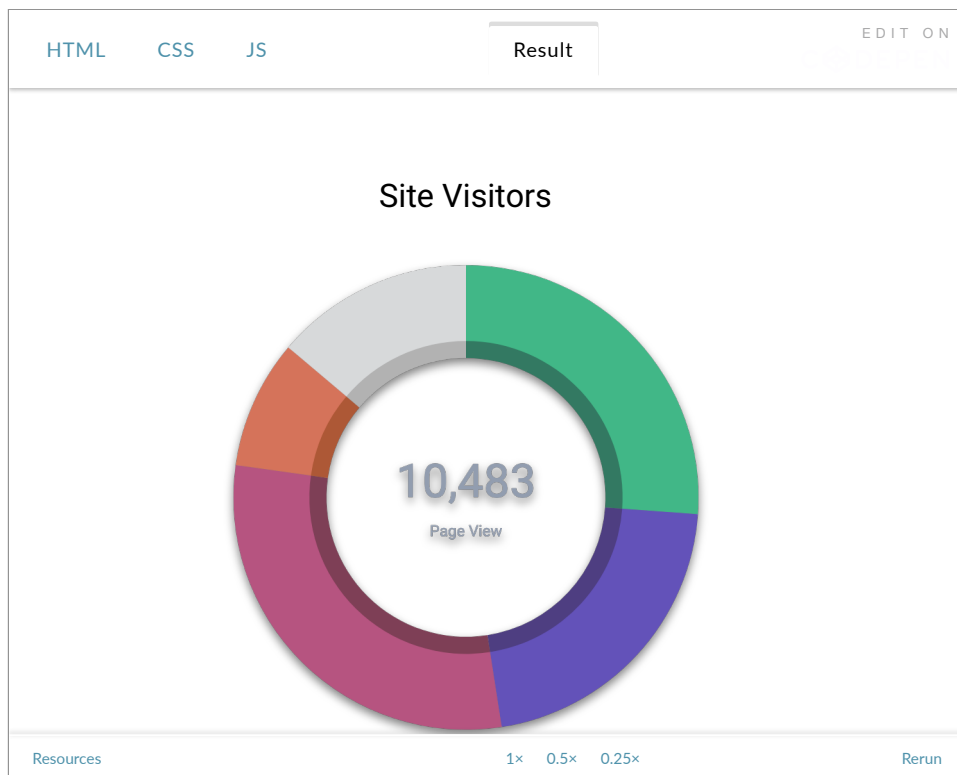 HTML CSS JS Result EDIT ON
Site Visitors
10,483
Page View
Resources 1× 0.5× 0.25× Rerun